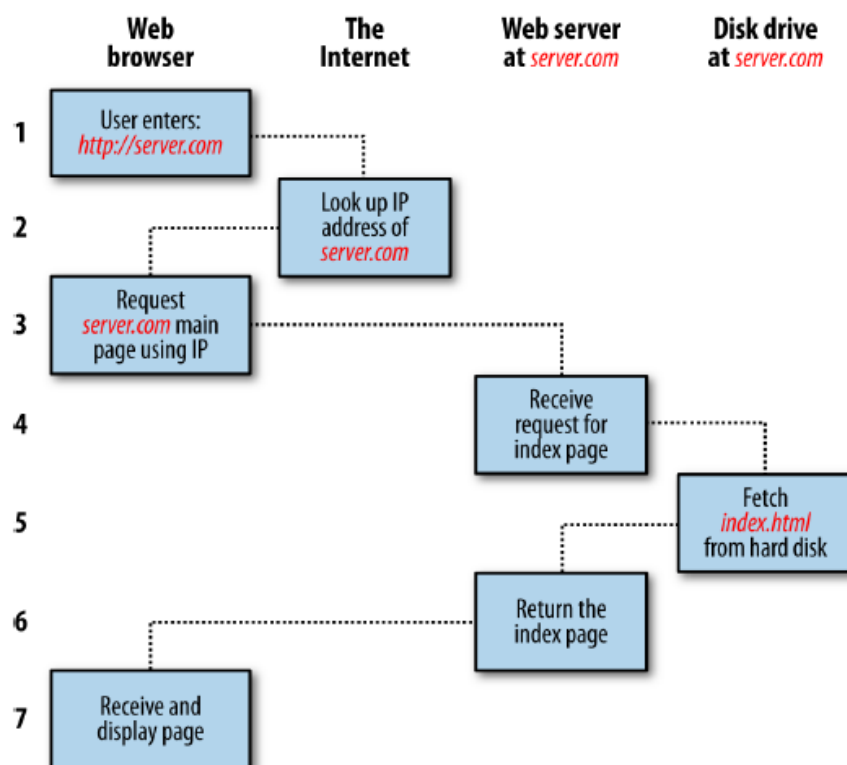 Web
browser
The
Internet
Web server
at server.com
Disk drive
at server.com
1
User enters:
http://server.com
2
Look up IP
address of
server.com
3
Request
server.com main
page using IP
4
Receive
request for
index page
5
Fetch
index.html
from hard disk
6
Return the
index page
7
Receive and
display page